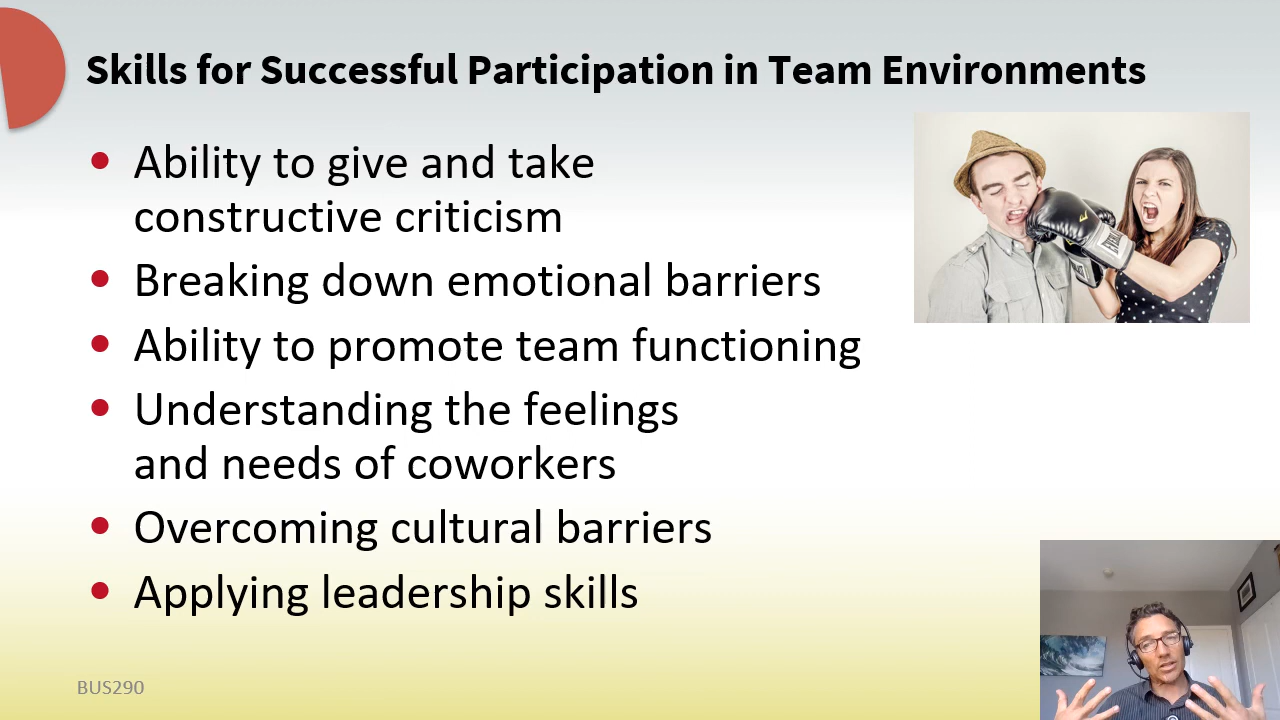 Skills for Successful Participation in Team Environments
• Ability to give and take
constructive criticism
• Breaking down emotional barriers
• Ability to promote team functioning
• Understanding the feelings
and needs of coworkers
• Overcoming cultural barriers
• Applying leadership skills
BUS290